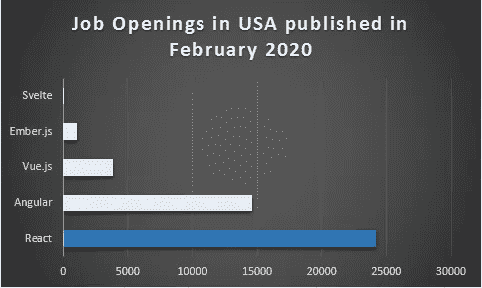 Job Openings in USA published in
February 2020
Svelte
Ember.js
Vue.js
Angular
React
0 5000 10000 15000 20000 25000 30000